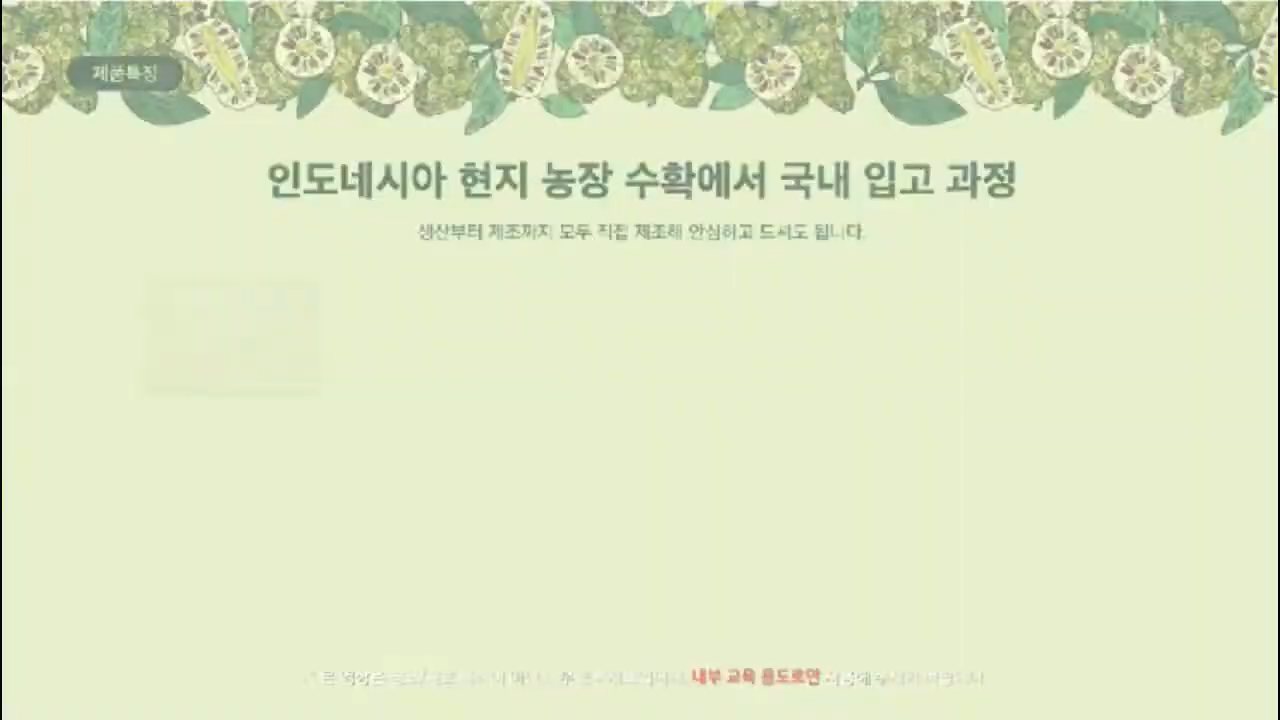 제품특징
인도네시아 현지 농장 수확에서 국내 입고 과정
생산부터 제조까지 모두 직접 제조해 안심하고 드셔도 됩니다.
내부 교육 용도로만